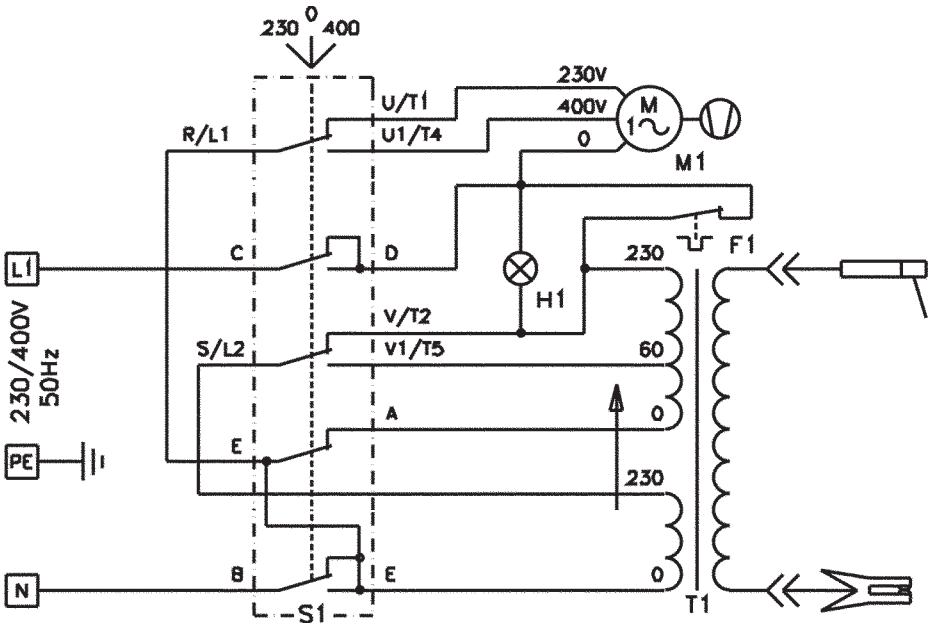 0
230 400
230V
U/T1
M
1~
400V
R/L1
U1/T4
0
M1
C
D
F1
230
L1
H1
V/T2
S/L2
V1/T5
60
230/400V
50Hz
A
0
E
PE
230
B
E
0
N
T1
S1